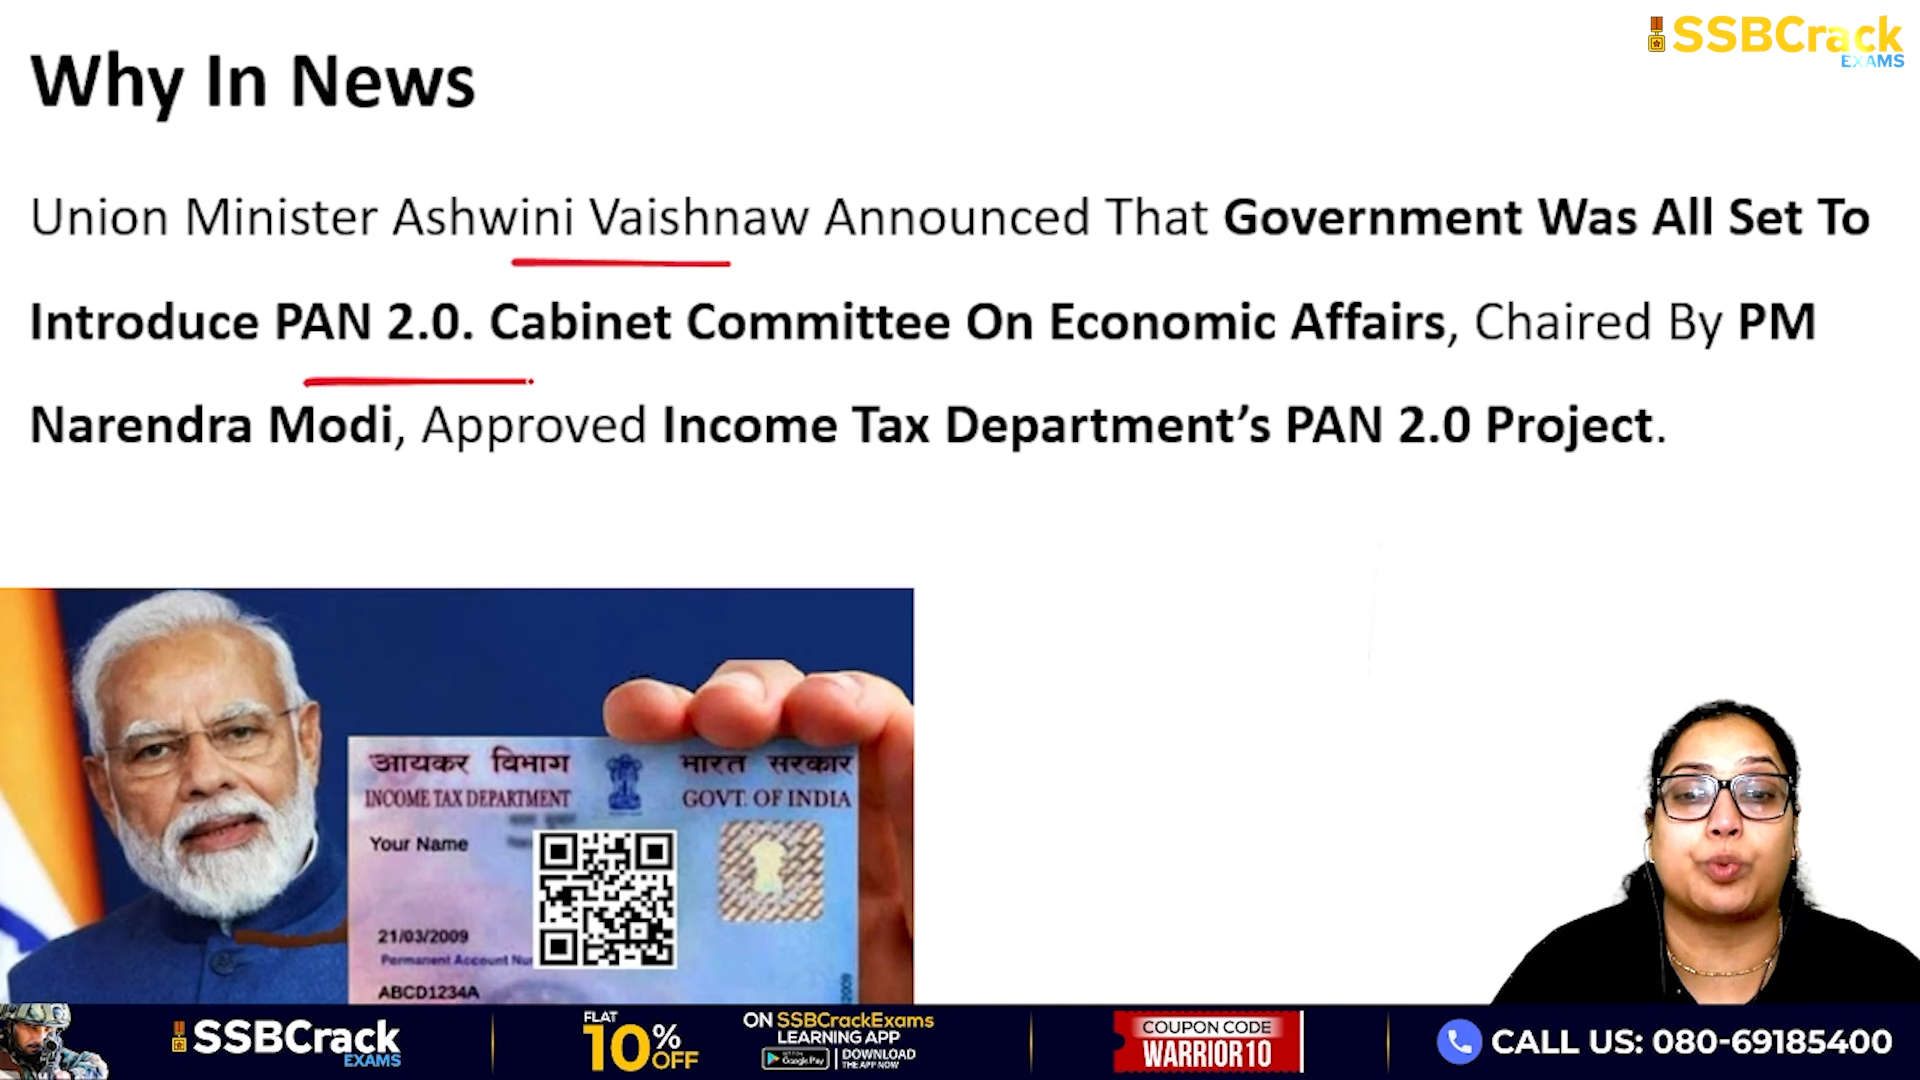 SSBCrack
EXAMS
Why In News
Union Minister Ashwini Vaishnaw Announced That Government Was All Set To
Introduce PAN 2.0. Cabinet Committee On Economic Affairs, Chaired By PM
Narendra Modi, Approved Income Tax Department’s PAN 2.0 Project.
आयकर विभाग
भारत सरकार
INCOME TAX DEPARTMENT
GOVT. OF INDIA
Your Name
21/03/2009
Permanent Account Nu
ABCD1234A
SSBCrack
EXAMS
FLAT
10% OFF
ON SSBCrackExams
LEARNING APP
Google Play
DOWNLOAD
THE APP NOW
COUPON CODE
WARRIOR10
CALL US: 080-69185400